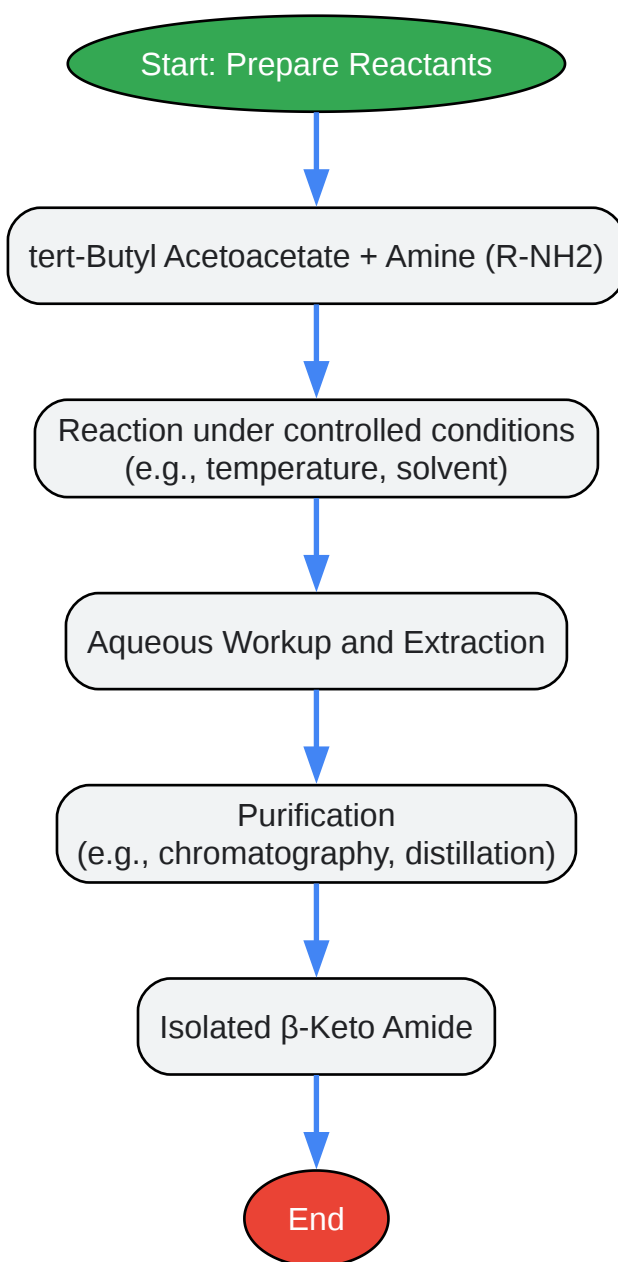 Start: Prepare Reactants
tert-Butyl Acetoacetate + Amine (R-NH2)
Reaction under controlled conditions
(e.g., temperature, solvent)
Aqueous Workup and Extraction
Purification
(e.g., chromatography, distillation)
Isolated β-Keto Amide
End